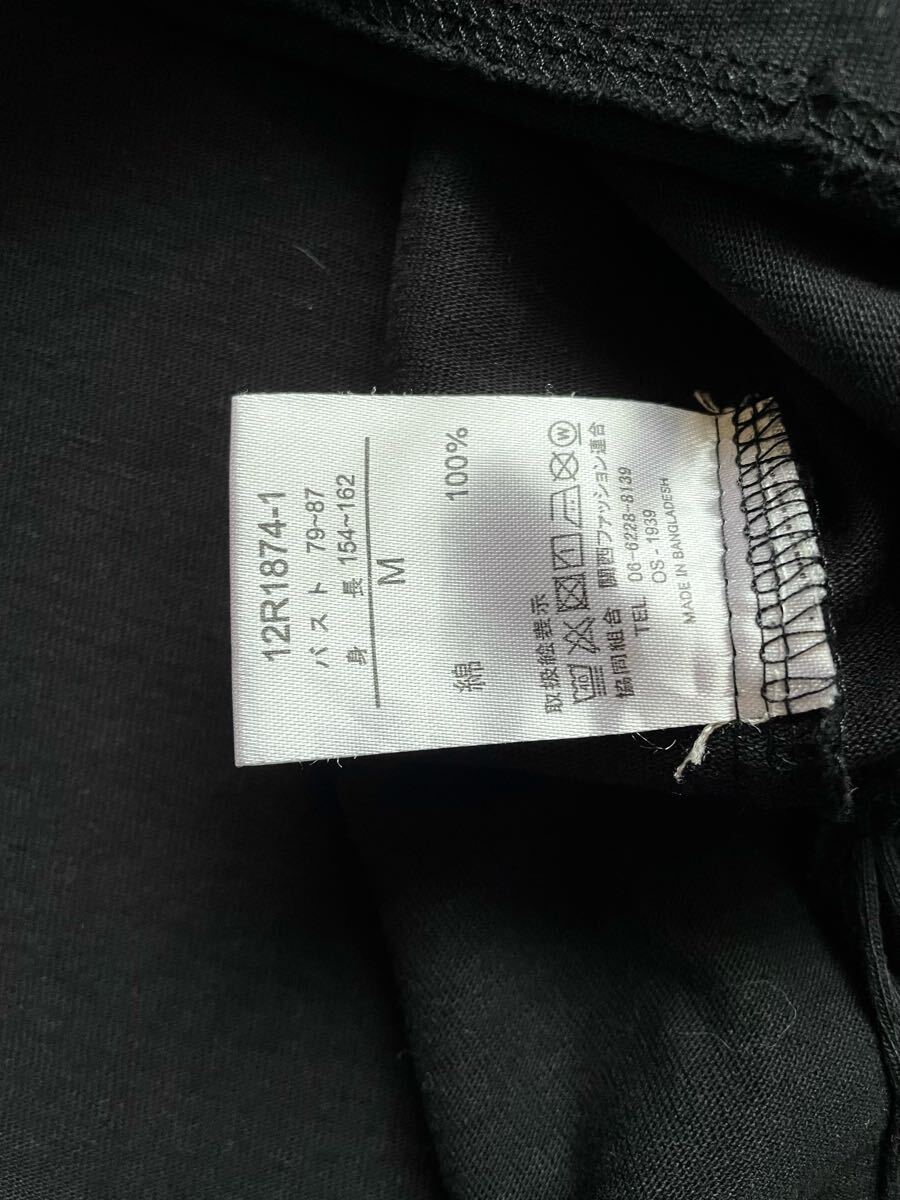 12R1874-1
バスト 79~87
身 長 154~162
M
綿 100%
取扱絵表示
協同組合 関西ファッション連合
TEL 06-6228-8139
OS-1939
MADE IN BANGLADESH